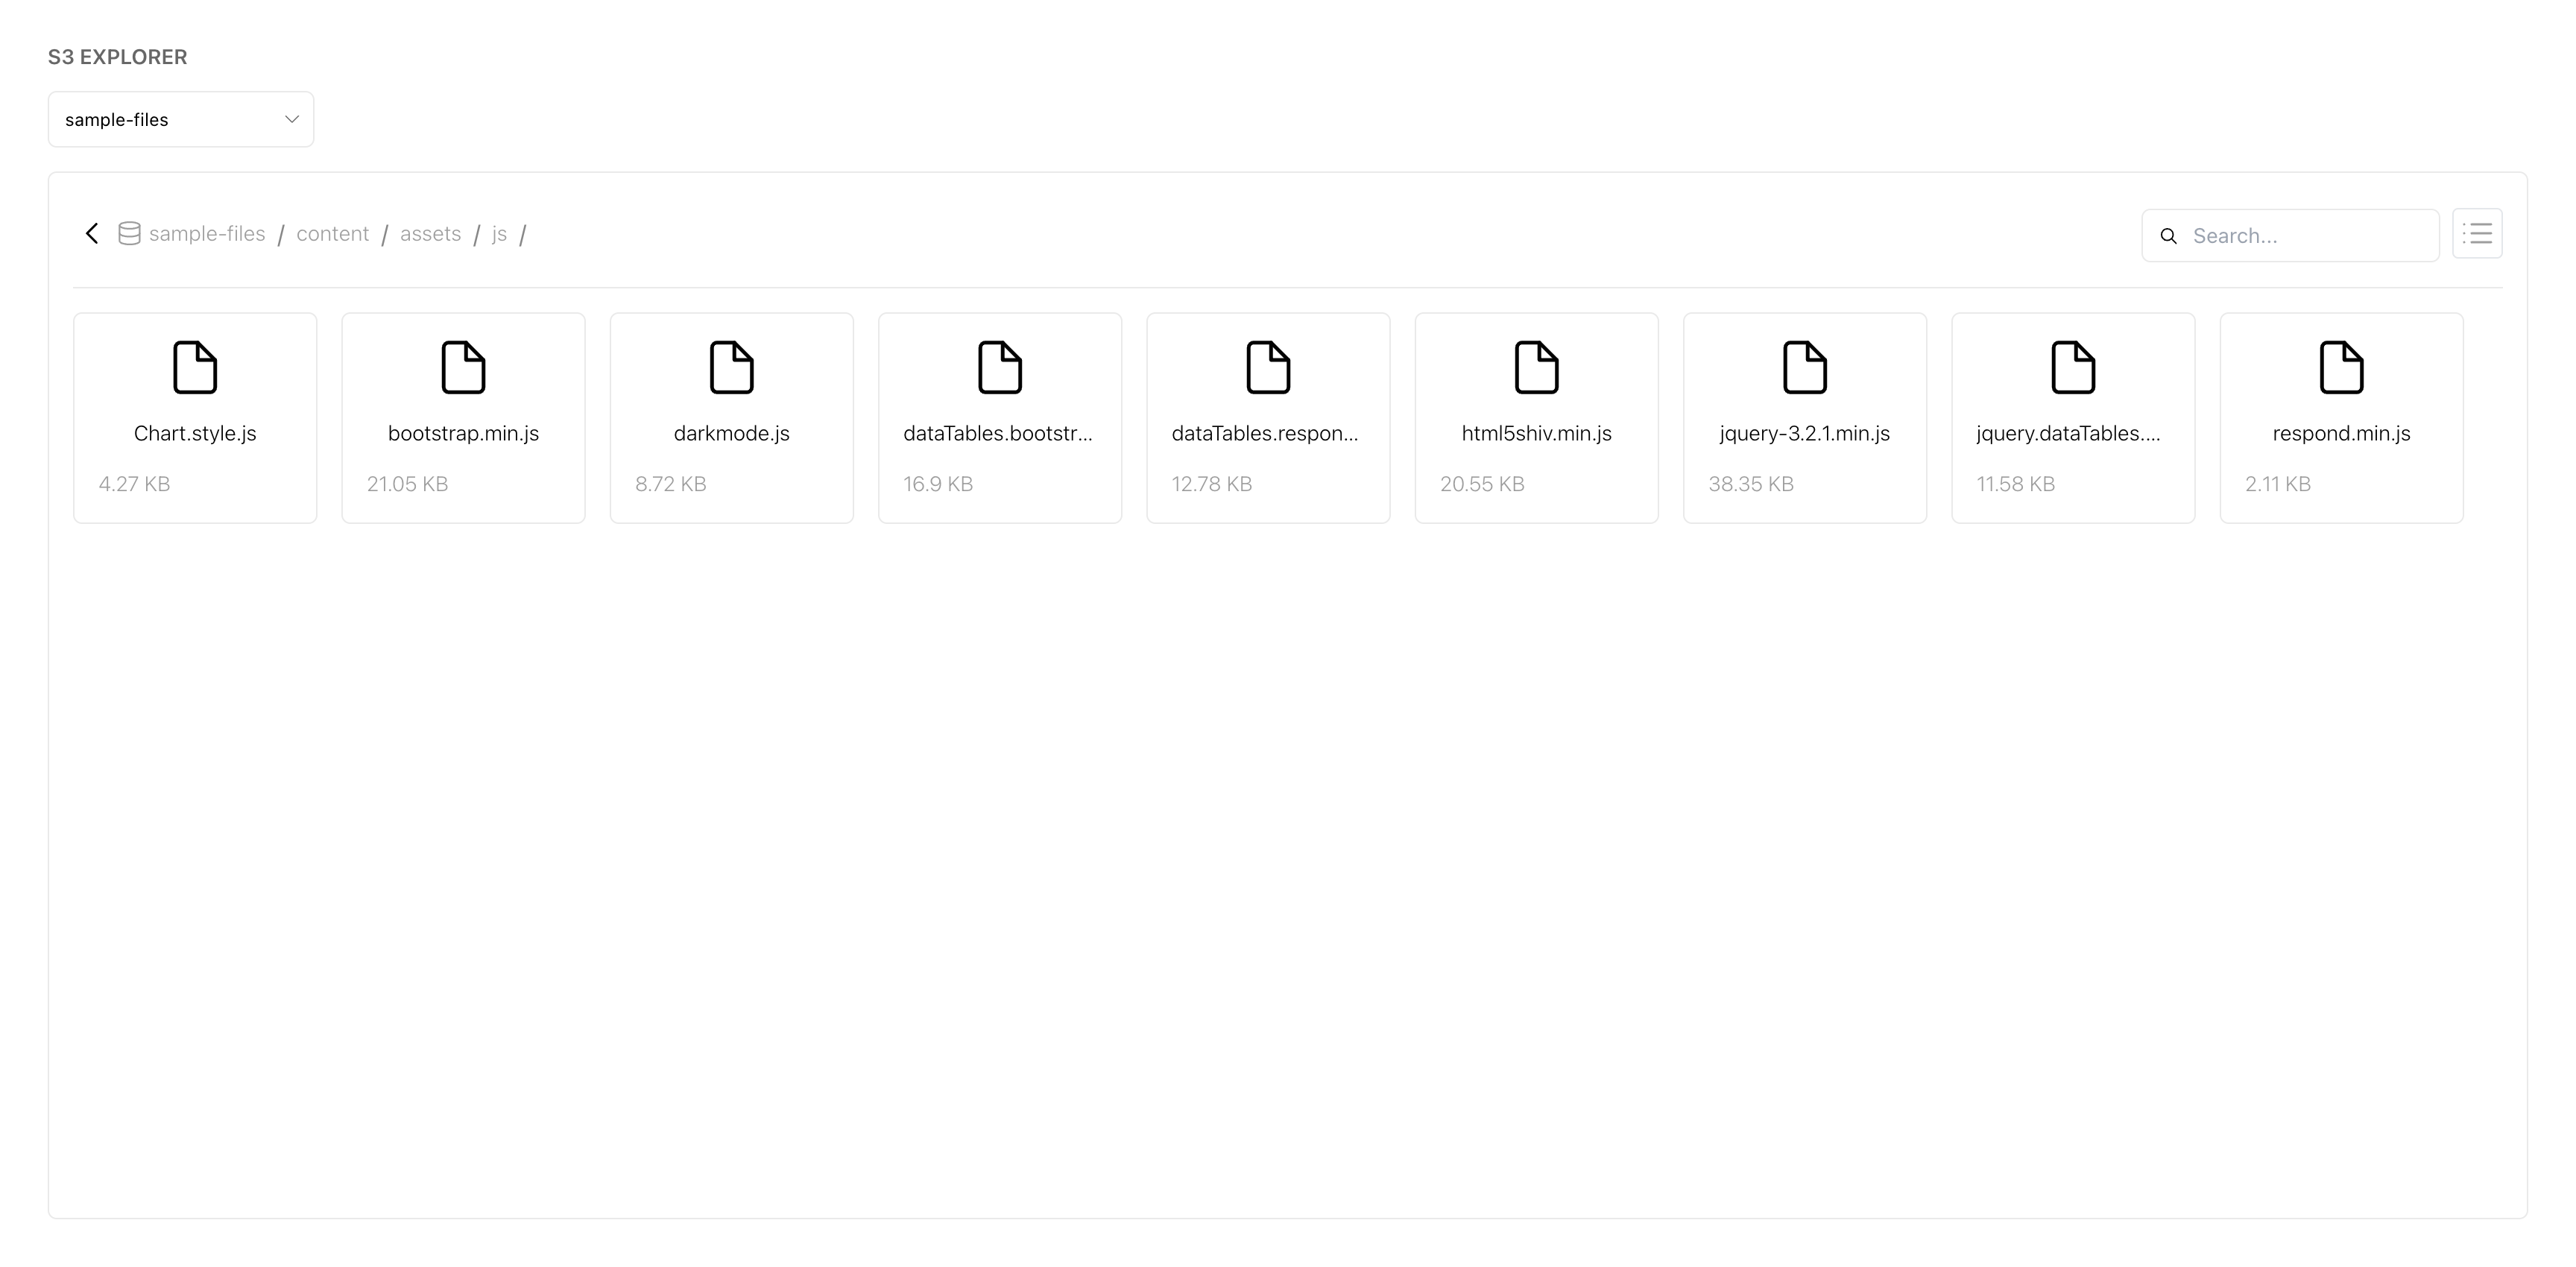 S3 EXPLORER
sample-files
sample-files / content / assets / js /
Search...
Chart.style.js
4.27 KB
bootstrap.min.js
21.05 KB
darkmode.js
8.72 KB
dataTables.bootstr...
16.9 KB
dataTables.respon...
12.78 KB
html5shiv.min.js
20.55 KB
jquery-3.2.1.min.js
38.35 KB
jquery.dataTables....
11.58 KB
respond.min.js
2.11 KB